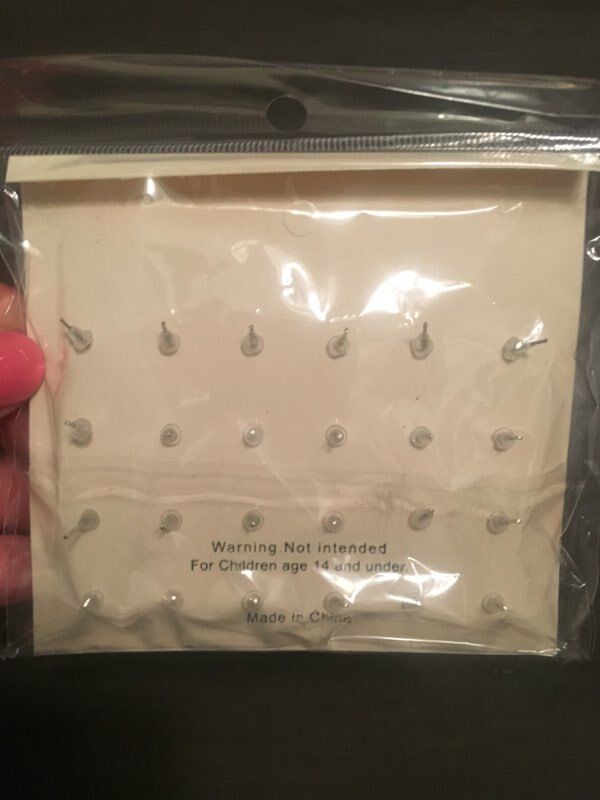 Warning.Not intended
For Children age 14 and under.
Made in China